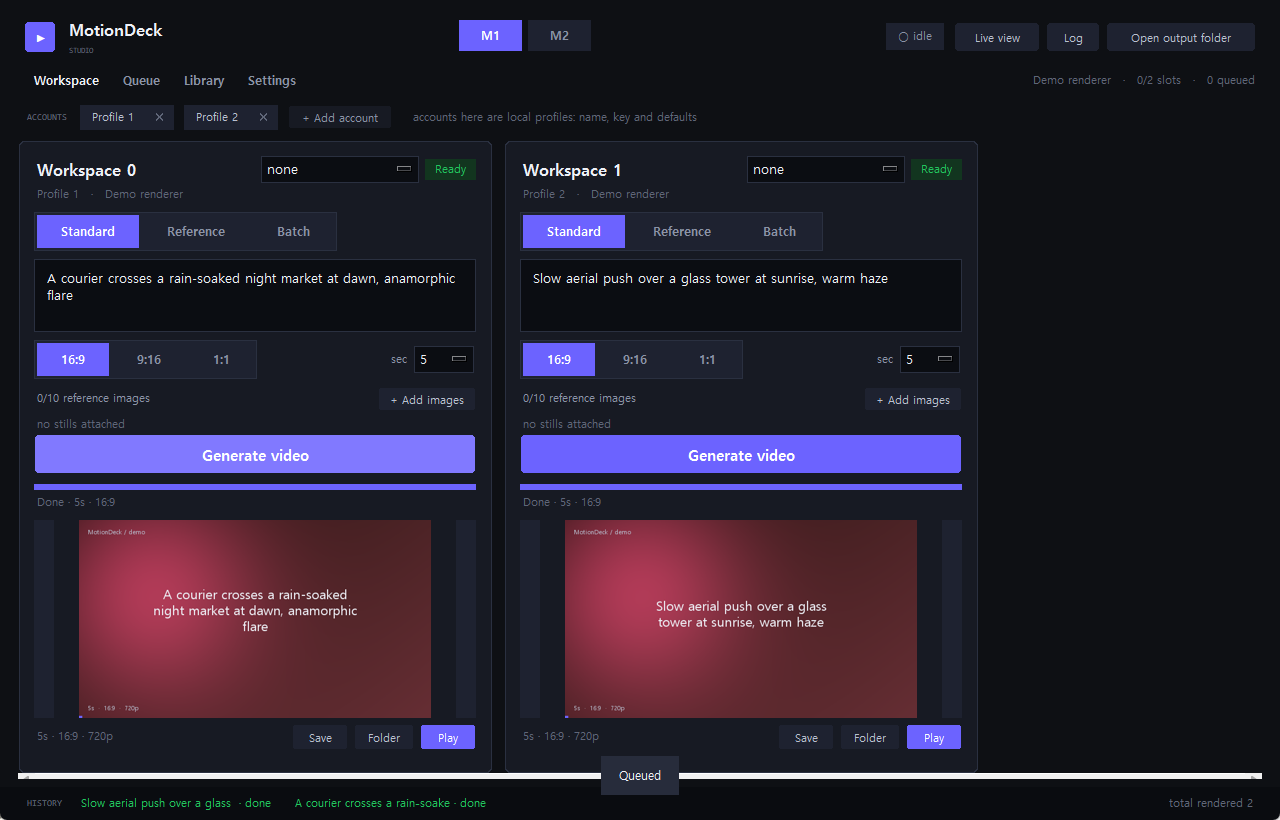 MotionDeck
STUDIO
M1
M2
idle
Live view
Log
Open output folder
Workspace
Queue
Library
Settings
Demo renderer · 0/2 slots · 0 queued
ACCOUNTS
Profile 1 ×
Profile 2 ×
+ Add account
accounts here are local profiles: name, key and defaults
Workspace 0
none
Ready
Profile 1 · Demo renderer
Standard
Reference
Batch
A courier crosses a rain-soaked night market at dawn, anamorphic
flare
16:9
9:16
1:1
sec
5
0/10 reference images
+ Add images
no stills attached
Generate video
Done · 5s · 16:9
MotionDeck / demo
A courier crosses a rain-soaked
night market at dawn, anamorphic
flare
5s · 16:9 · 720p
5s · 16:9 · 720p
Save
Folder
Play
Workspace 1
none
Ready
Profile 2 · Demo renderer
Standard
Reference
Batch
Slow aerial push over a glass tower at sunrise, warm haze
16:9
9:16
1:1
sec
5
0/10 reference images
+ Add images
no stills attached
Generate video
Done · 5s · 16:9
MotionDeck / demo
Slow aerial push over a glass
tower at sunrise, warm haze
5s · 16:9 · 720p
5s · 16:9 · 720p
Save
Folder
Play
Queued
HISTORY
Slow aerial push over a glass · done
A courier crosses a rain-soake · done
total rendered 2